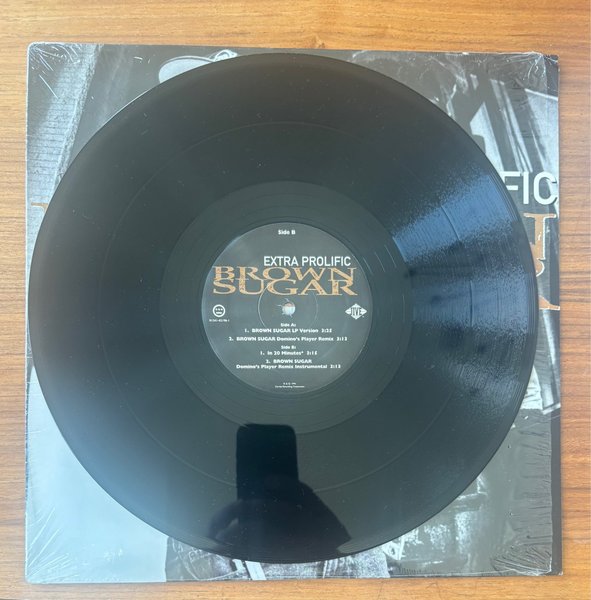 Side B
EXTRA PROLIFIC
BROWN
SUGAR
JIVE
Side A:
1. BROWN SUGAR LP Version 3:25
2. BROWN SUGAR Domino's Player Remix 3:13
Side B:
1. In 20 Minutes* 3:15
2. BROWN SUGAR
Domino's Player Remix Instrumental 3:13
FIC